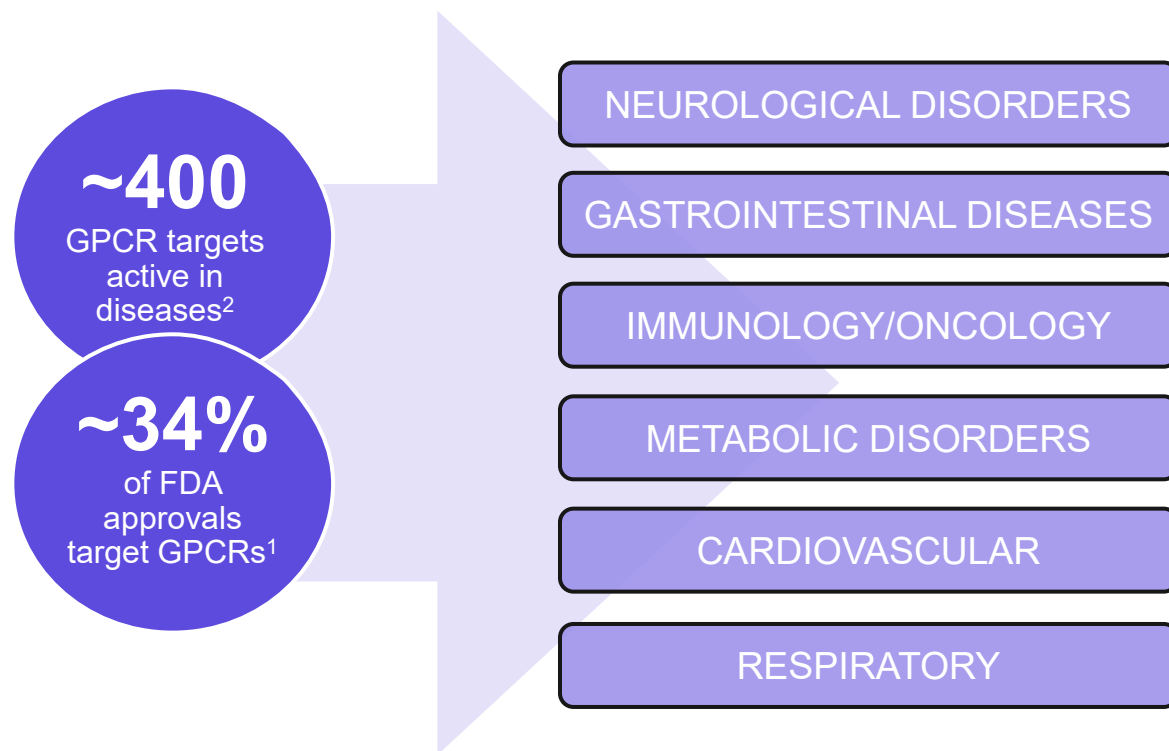 ~400
GPCR targets
active in
diseases²
~34%
of FDA
approvals
target GPCRs¹
NEUROLOGICAL DISORDERS
GASTROINTESTINAL DISEASES
IMMUNOLOGY/ONCOLOGY
METABOLIC DISORDERS
CARDIOVASCULAR
RESPIRATORY